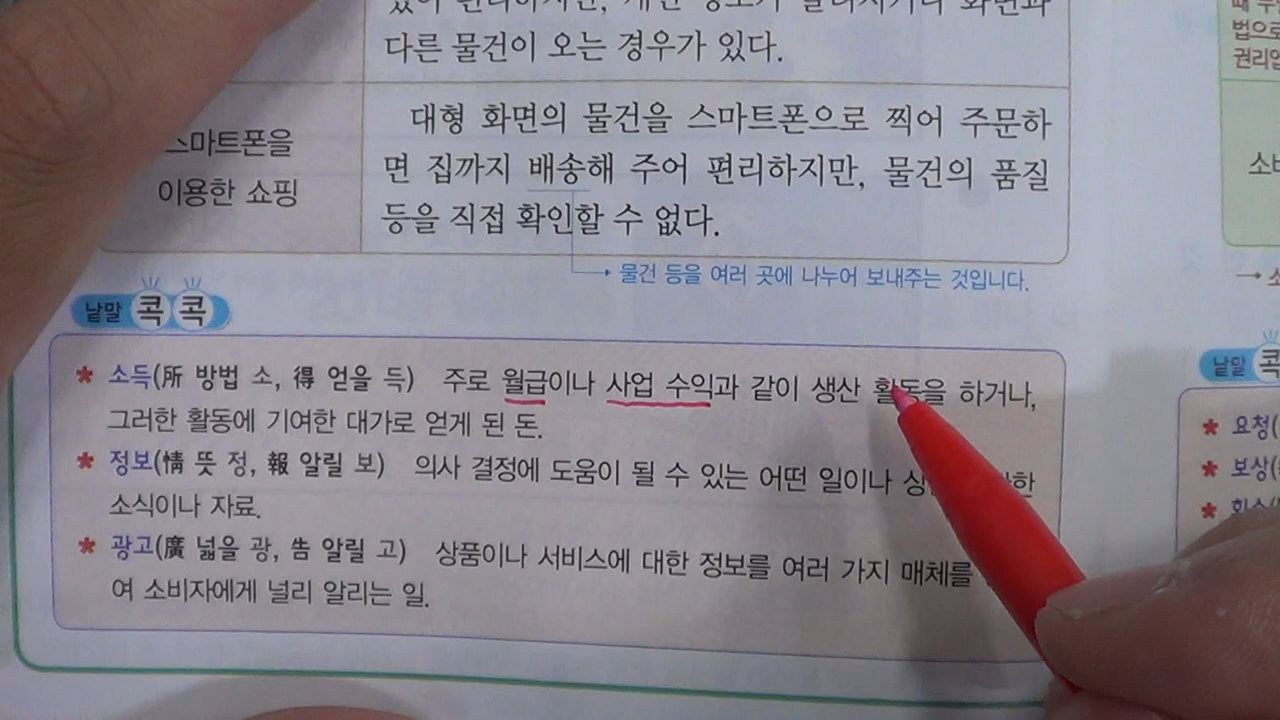 다른 물건이 오는 경우가 있다.
스마트폰을
이용한 쇼핑
대형 화면의 물건을 스마트폰으로 찍어 주문하
면 집까지 배송해 주어 편리하지만, 물건의 품질
등을 직접 확인할 수 없다.
물건 등을 여러 곳에 나누어 보내주는 것입니다.
낱말 콕콕
* 소득(所 방법 소, 得 얻을 득) 주로 월급이나 사업 수익과 같이 생산 활동을 하거나,
그러한 활동에 기여한 대가로 얻게 된 돈.
* 정보(情 뜻 정, 報 알릴 보) 의사 결정에 도움이 될 수 있는 어떤 일이나
소식이나 자료.
* 광고(廣 넓을 광, 告 알릴 고) 상품이나 서비스에 대한 정보를 여러 가지 매체를
여 소비자에게 널리 알리는 일.
법으로
낱말 콕
* 요청(
* 보상(